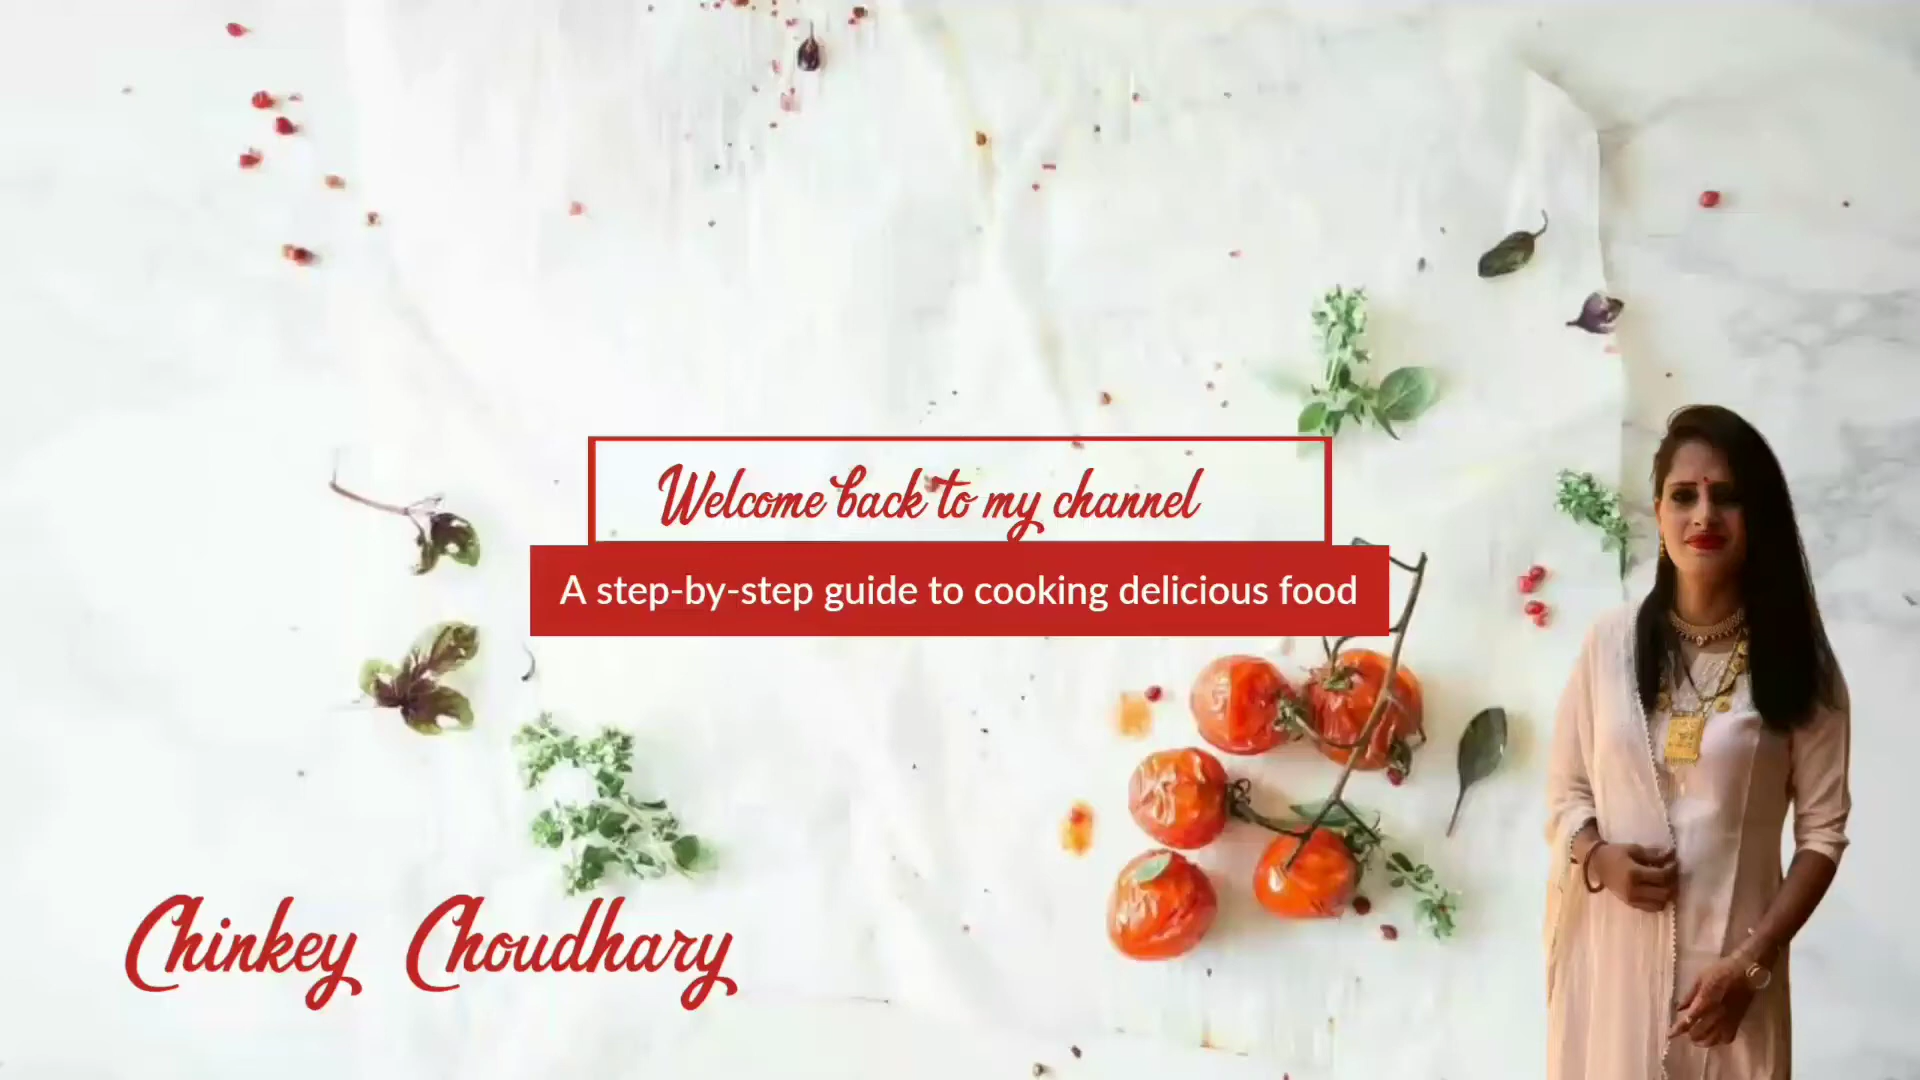 Welcome back to my channel
A step-by-step guide to cooking delicious food
Chinkey Choudhary